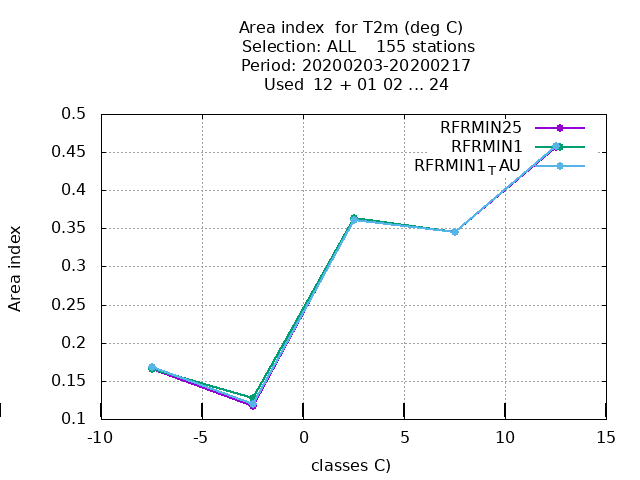 Area index  for T2m (deg C)
Selection: ALL    155 stations
Period: 20200203-20200217
Used  12 + 01 02 ... 24
0.5
0.45
0.4
0.35
0.3
0.25
0.2
0.15
0.1
Area index
RFRMIN25
RFRMIN1
RFRMIN1TAU
-10 -5 0 5 10 15
classes C)